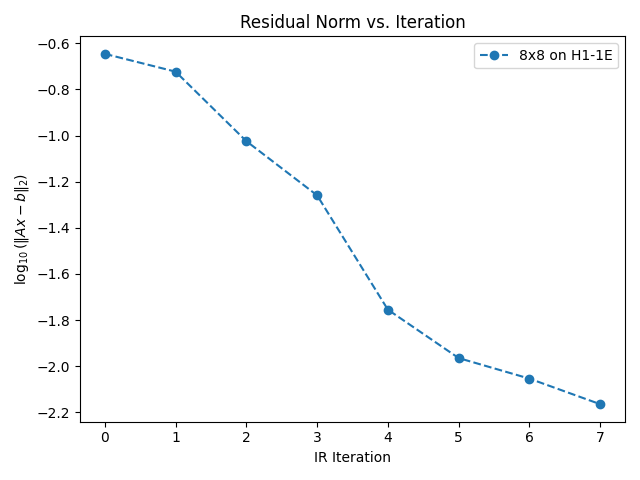 Residual Norm vs. Iteration
8x8 on H1-1E
−0.6
−0.8
−1.0
−1.2
−1.4
−1.6
−1.8
−2.0
−2.2
log₁₀(‖Ax − b‖₂)
0 1 2 3 4 5 6 7
IR Iteration